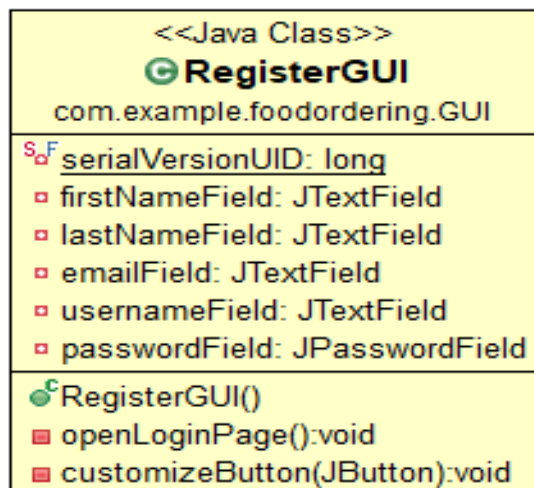 <<Java Class>>
C RegisterGUI
com.example.foodordering.GUI
S F serialVersionUID: long
firstNameField: JTextField
lastNameField: JTextField
emailField: JTextField
usernameField: JTextField
passwordField: JPasswordField
C RegisterGUI()
openLoginPage():void
customizeButton(JButton):void